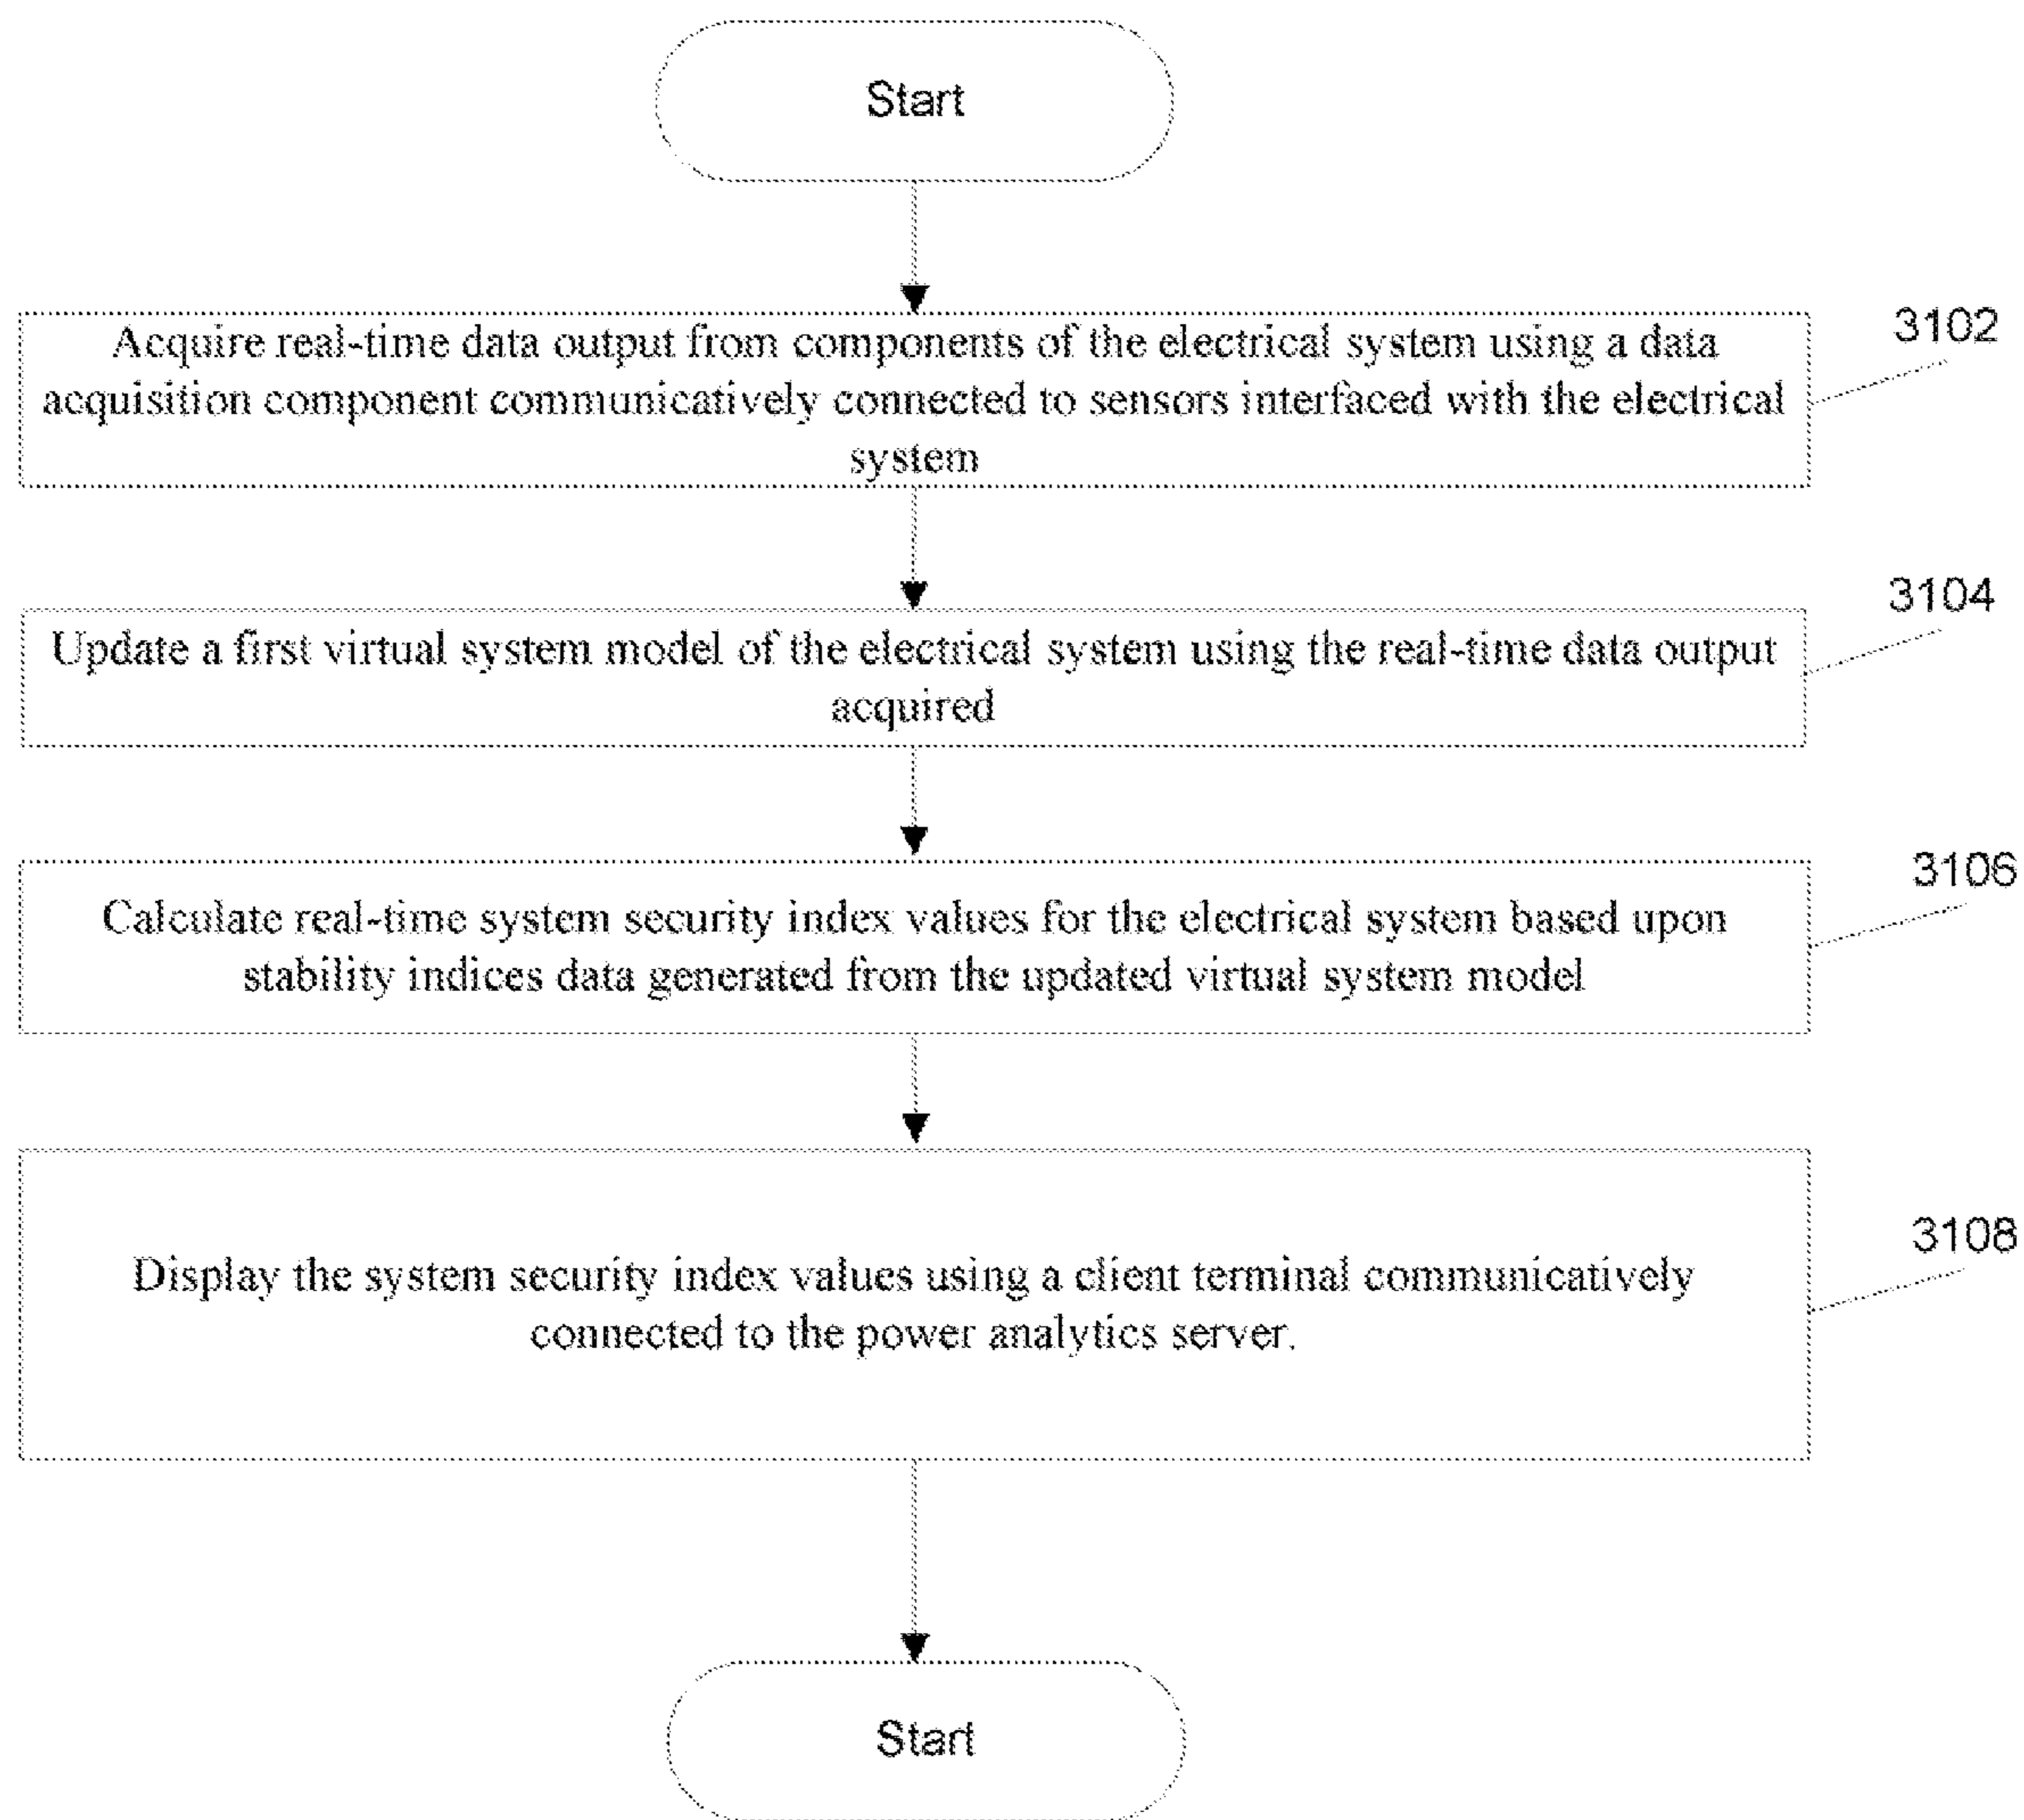 Start
Acquire real-time data output from components of the electrical system using a data
acquisition component communicatively connected to sensors interfaced with the electrical
system
3102
Update a first virtual system model of the electrical system using the real-time data output
acquired
3104
Calculate real-time system security index values for the electrical system based upon
stability indices data generated from the updated virtual system model
3106
Display the system security index values using a client terminal communicatively
connected to the power analytics server.
3108
Start